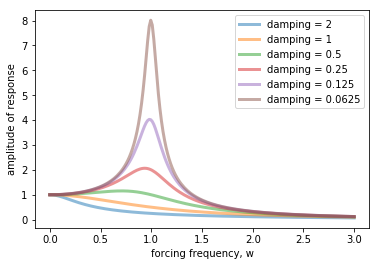 damping = 2
damping = 1
damping = 0.5
damping = 0.25
damping = 0.125
damping = 0.0625
amplitude of response
8
7
6
5
4
3
2
1
0
0.0 0.5 1.0 1.5 2.0 2.5 3.0
forcing frequency, w